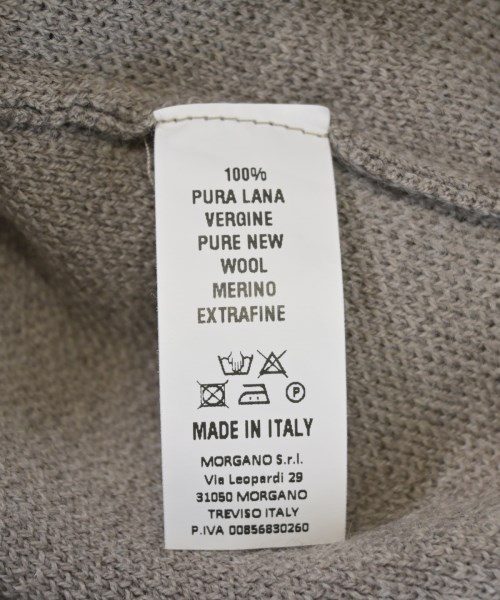 100%
PURA LANA
VERGINE
PURE NEW
WOOL
MERINO
EXTRAFINE
P
MADE IN ITALY
MORGANO S.r.l.
Via Leopardi 29
31050 MORGANO
TREVISO ITALY
P.IVA 00856830260